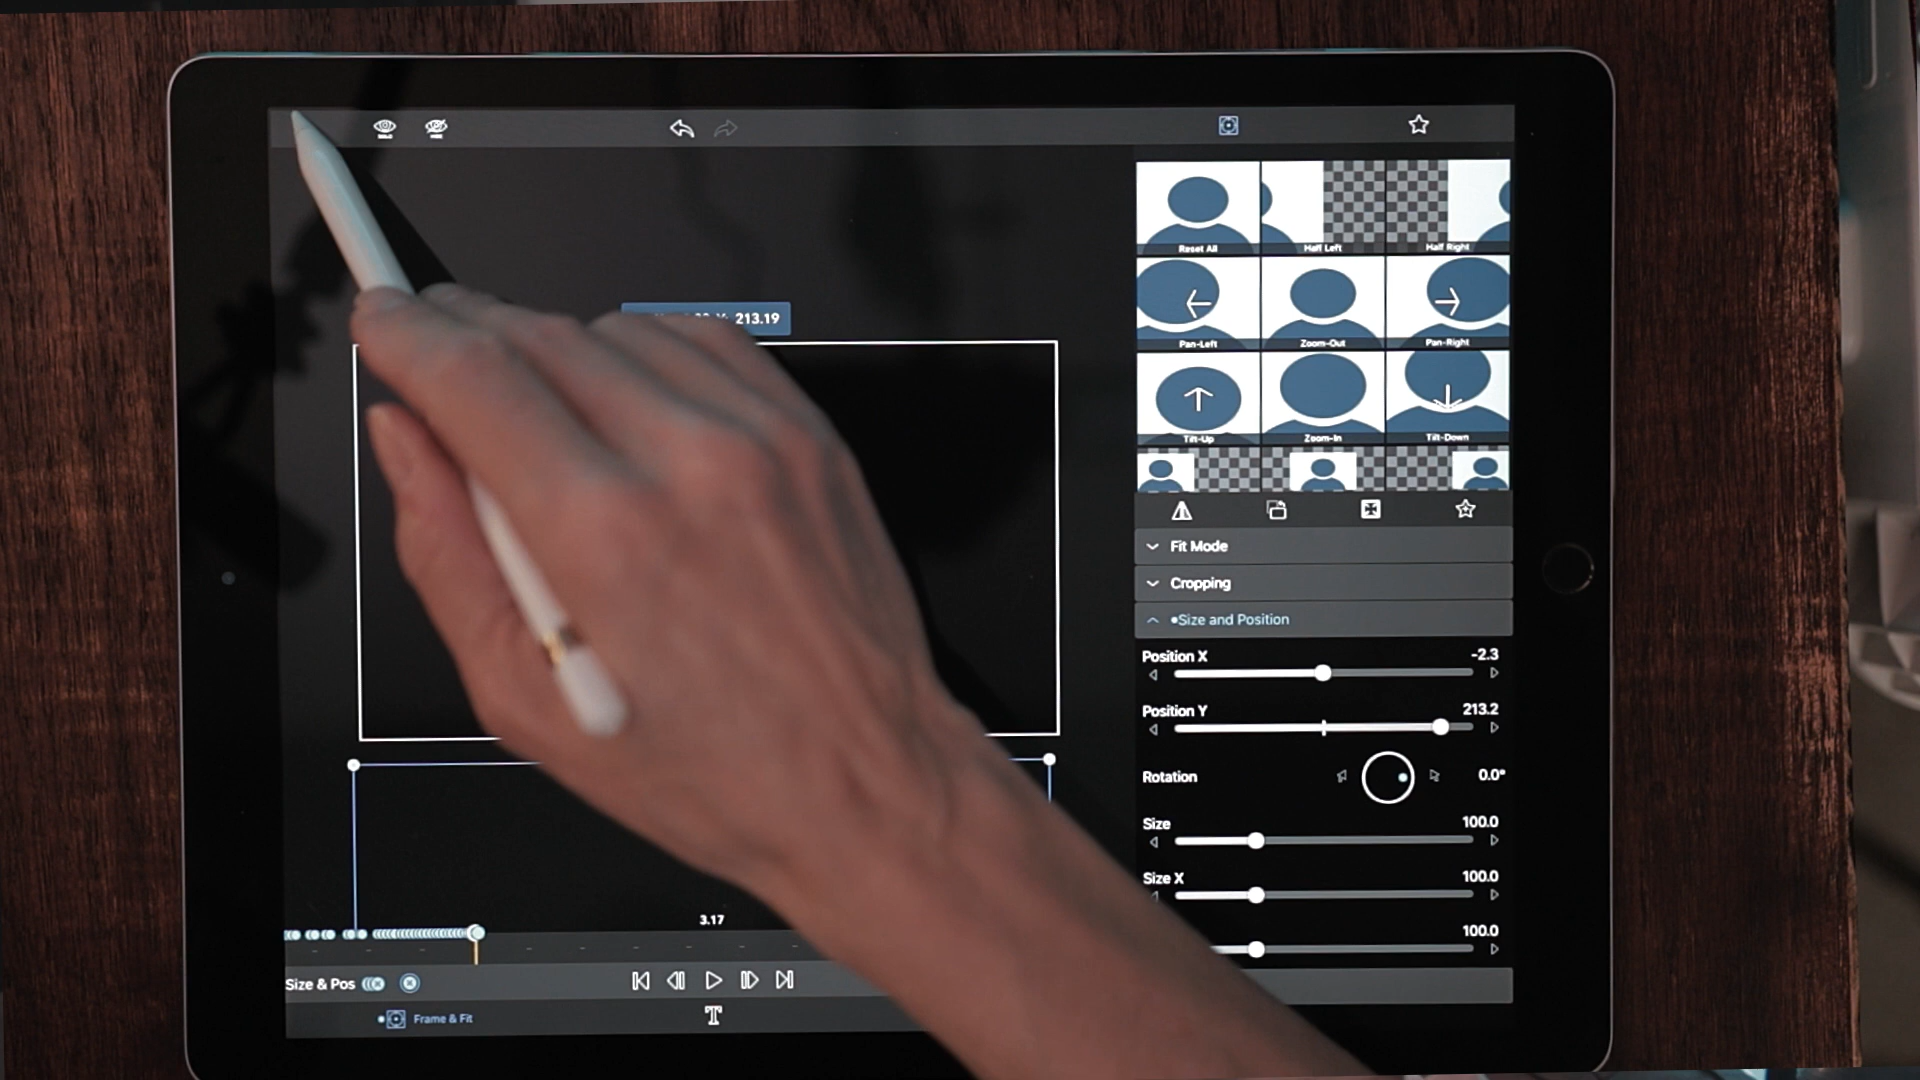 213.19
Reset All
Half Left
Half Right
Pan-Left
Zoom-Out
Pan-Right
Tilt-Up
Zoom-In
Tilt-Down
Fit Mode
Cropping
Size and Position
Position X
-2.3
Position Y
213.2
Rotation
0.0°
Size
100.0
Size X
100.0
100.0
3.17
Size & Pos
Frame & Fit